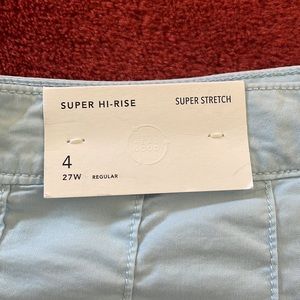 SUPER HI-RISE SUPER STRETCH
4
27W REGULAR